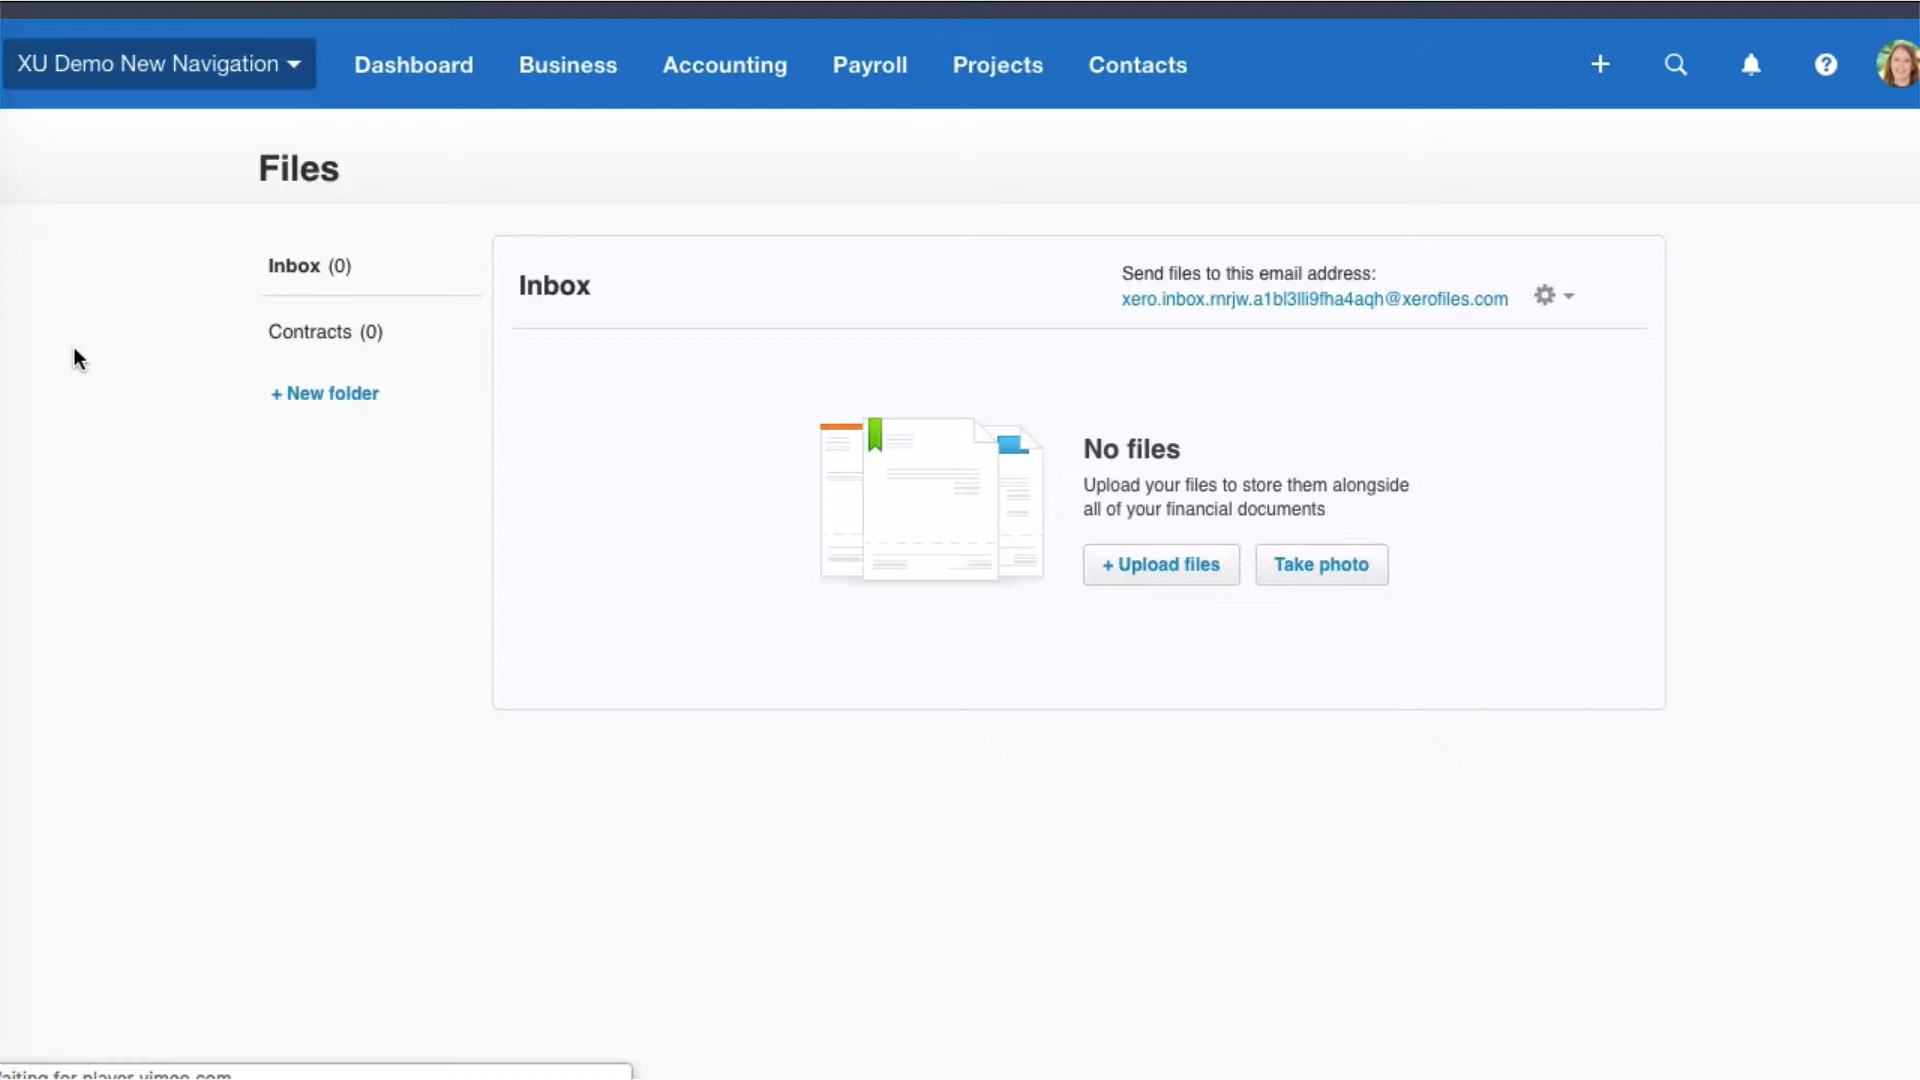 XU Demo New Navigation
Dashboard
Business
Accounting
Payroll
Projects
Contacts
Files
Inbox (0)
Contracts (0)
+ New folder
Inbox
Send files to this email address:
xero.inbox.rnrjw.a1bl3lli9fha4aqh@xerofiles.com
No files
Upload your files to store them alongside
all of your financial documents
+ Upload files
Take photo
aiting for player.vimeo.com